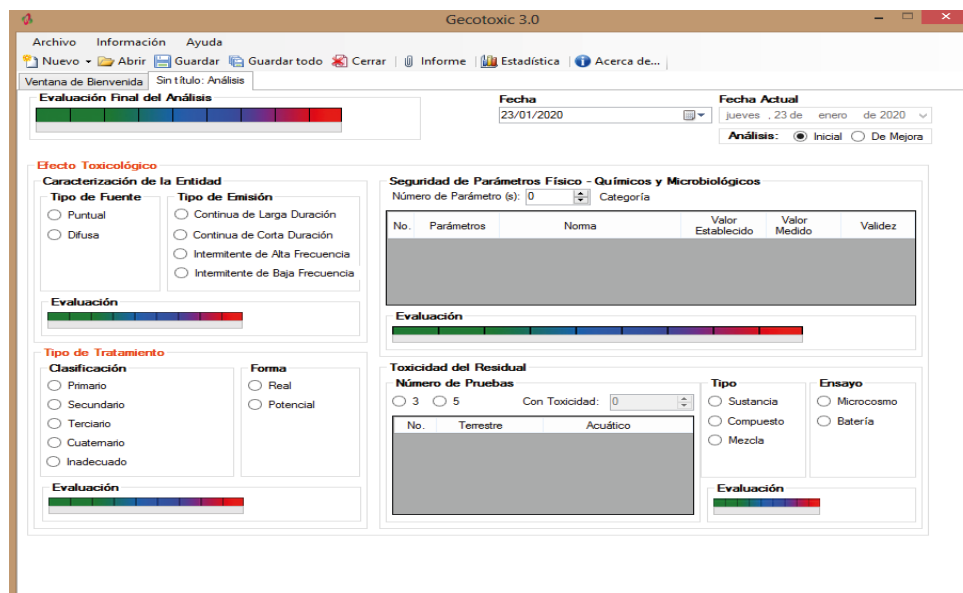 Gecotoxic 3.0
Archivo Información Ayuda
Nuevo Abrir Guardar Guardar todo Cerrar Informe Estadística Acerca de...
Ventana de Bienvenida Sin título: Análisis
Evaluación Final del Análisis
Fecha
23/01/2020
Fecha Actual
jueves , 23 de enero de 2020
Análisis: Inicial De Mejora
Efecto Toxicológico
Caracterización de la Entidad
Tipo de Fuente
Puntual
Difusa
Tipo de Emisión
Continua de Larga Duración
Continua de Corta Duración
Intermitente de Alta Frecuencia
Intermitente de Baja Frecuencia
Evaluación
Seguridad de Parámetros Físico - Químicos y Microbiológicos
Número de Parámetro (s): 0 Categoría
No. Parámetros Norma Valor Establecido Valor Medido Validez
Evaluación
Tipo de Tratamiento
Clasificación
Primario
Secundario
Terciario
Cuaternario
Inadecuado
Forma
Real
Potencial
Evaluación
Toxicidad del Residual
Número de Pruebas
3 5 Con Toxicidad: 0
No. Terrestre Acuático
Tipo
Sustancia
Compuesto
Mezcla
Ensayo
Microcosmo
Batería
Evaluación